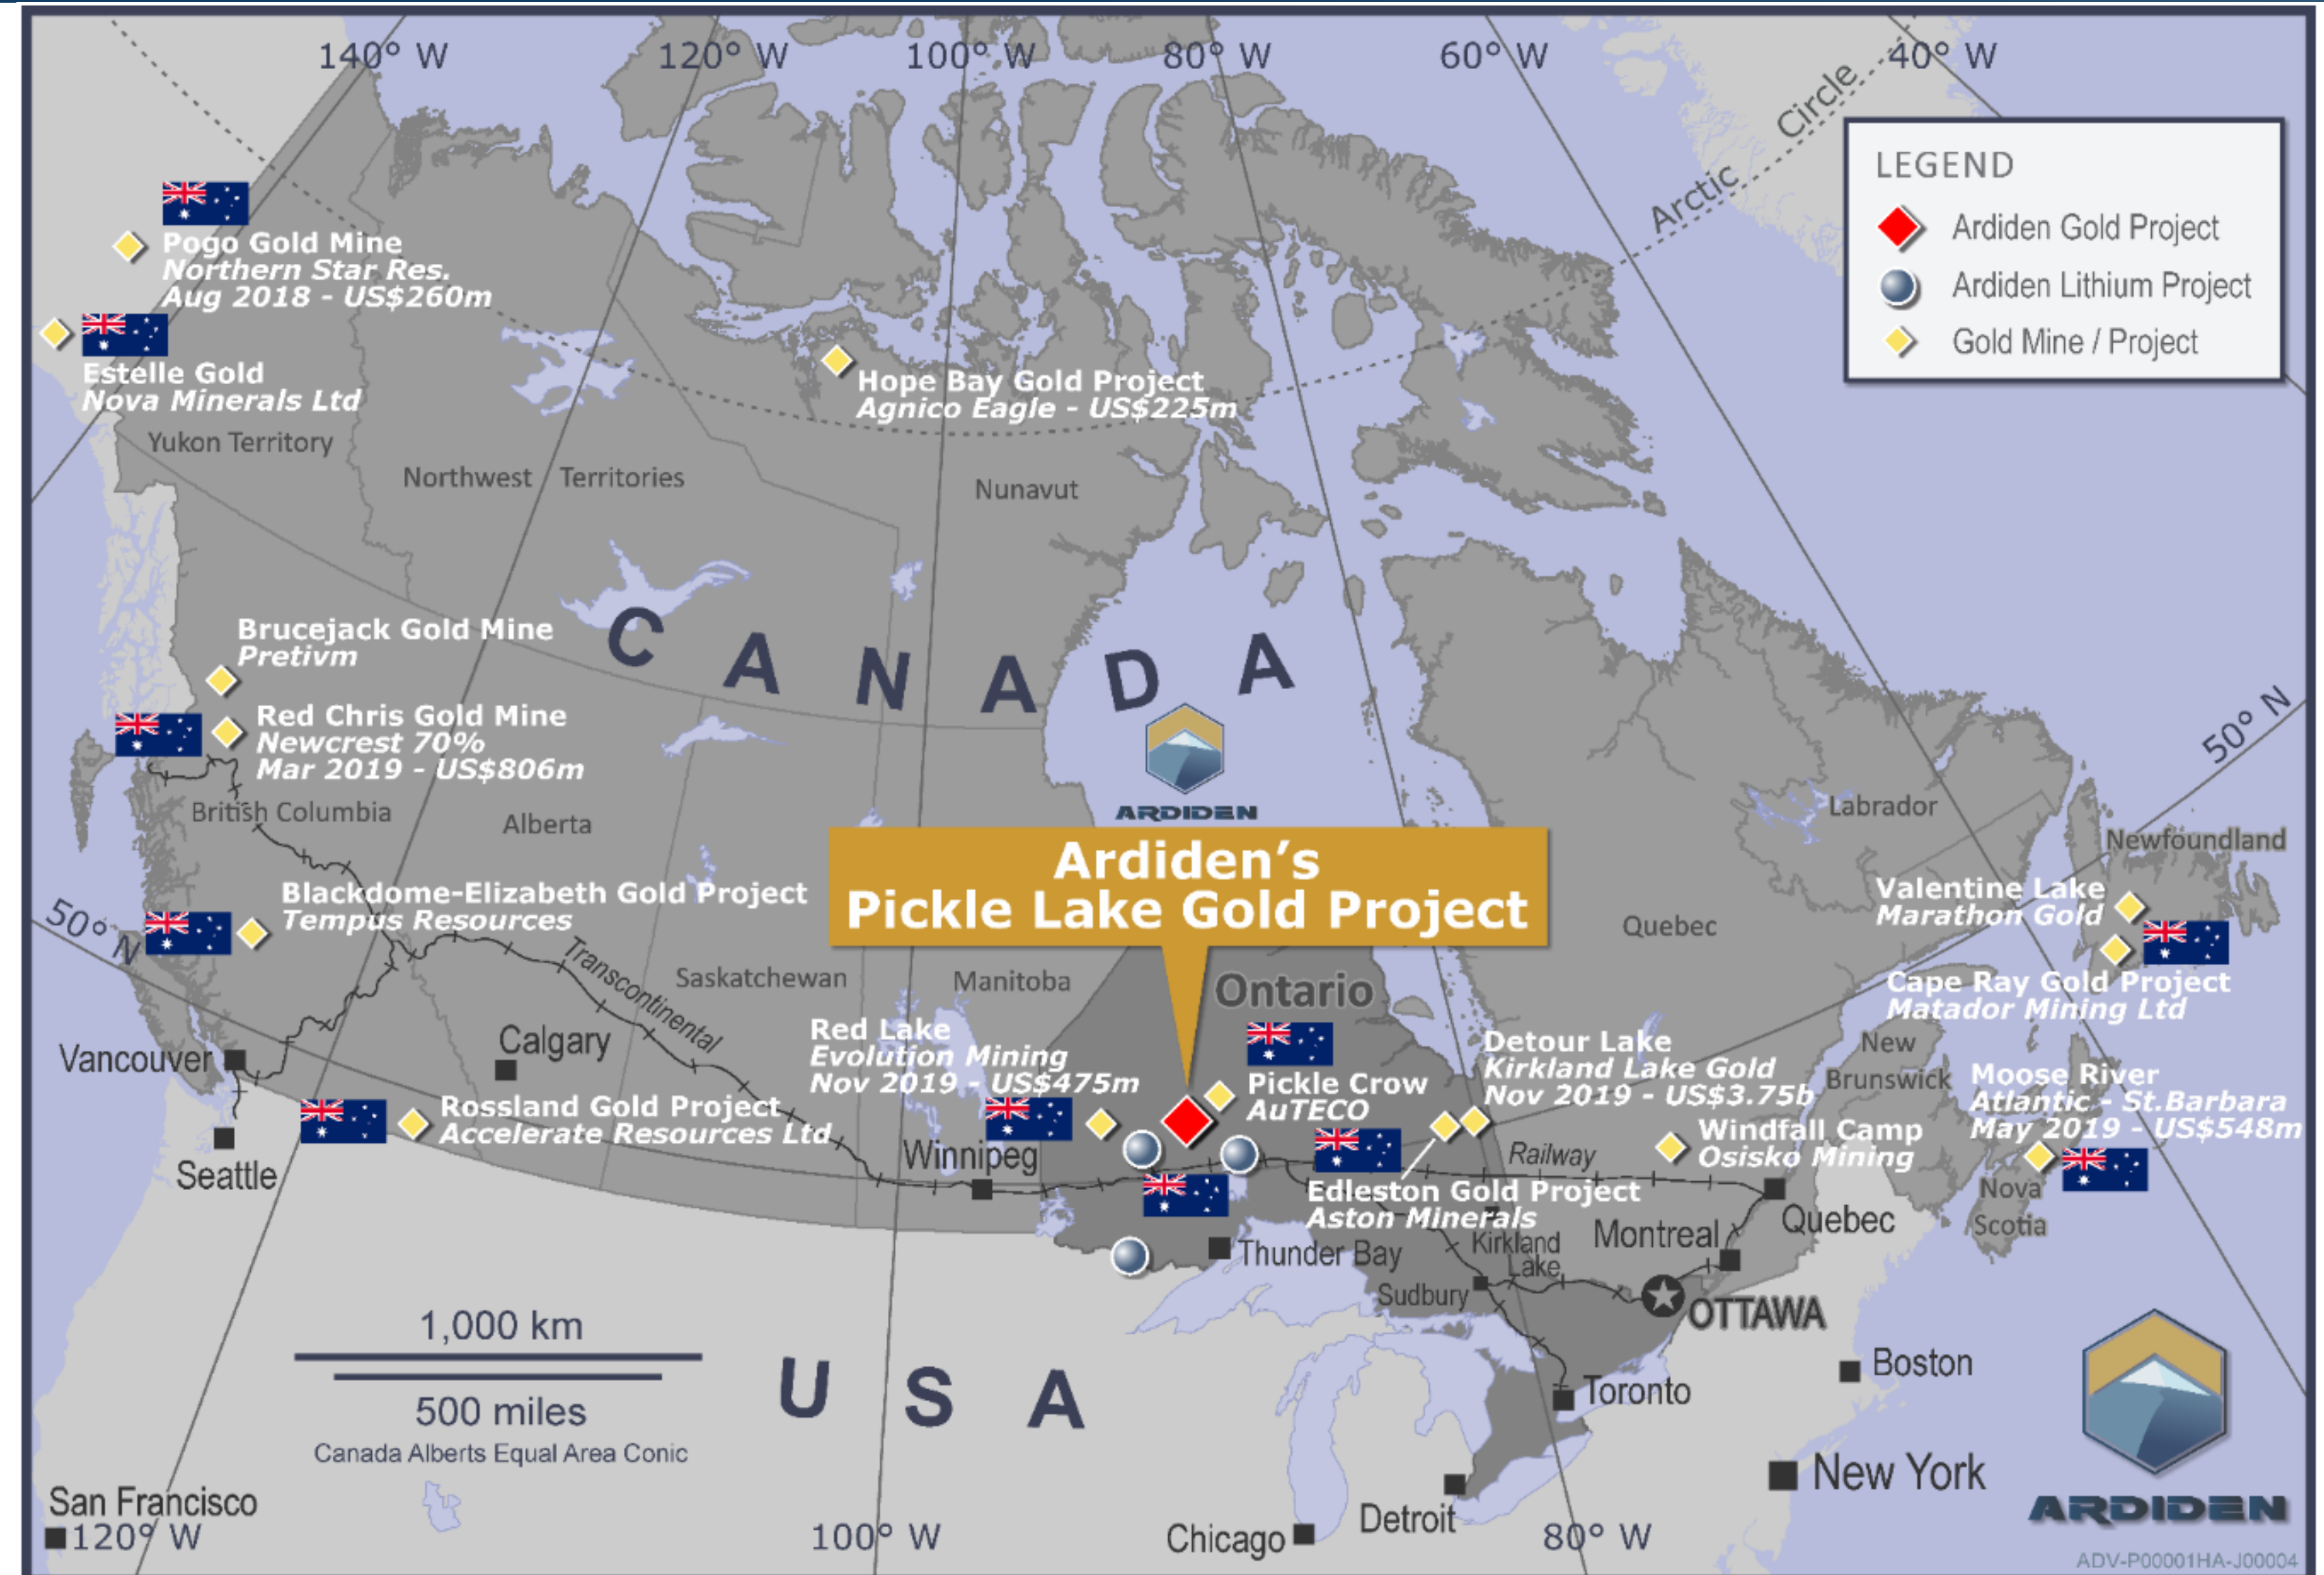 140° W
120° W
100° W
80° W
60° W
40° W
Arctic Circle
LEGEND
Ardiden Gold Project
Ardiden Lithium Project
Gold Mine / Project
Pogo Gold Mine
Northern Star Res.
Aug 2018 - US$260m
Estelle Gold
Nova Minerals Ltd
Hope Bay Gold Project
Agnico Eagle - US$225m
Yukon Territory
Northwest Territories
Nunavut
CANADA
Brucejack Gold Mine
Pretivm
Red Chris Gold Mine
Newcrest 70%
Mar 2019 - US$806m
British Columbia
Alberta
ARDIDEN
Labrador
50° N
Newfoundland
Ardiden's
Pickle Lake Gold Project
Blackdome-Elizabeth Gold Project
Tempus Resources
50° N
Transcontinental
Saskatchewan
Manitoba
Ontario
Quebec
Valentine Lake
Marathon Gold
Cape Ray Gold Project
Matador Mining Ltd
Vancouver
Calgary
Red Lake
Evolution Mining
Nov 2019 - US$475m
Pickle Crow
AuTECO
Detour Lake
Kirkland Lake Gold
Nov 2019 - US$3.75b
New
Brunswick
Moose River
Atlantic - St.Barbara
May 2019 - US$548m
Rossland Gold Project
Accelerate Resources Ltd
Winnipeg
Railway
Windfall Camp
Osisko Mining
Seattle
Edleston Gold Project
Aston Minerals
Nova
Scotia
Thunder Bay
Kirkland
Lake
Montreal
Quebec
Sudbury
OTTAWA
1,000 km
500 miles
Canada Alberts Equal Area Conic
USA
Toronto
Boston
New York
San Francisco
120° W
100° W
Chicago
Detroit
80° W
ARDIDEN
ADV-P00001HA-J00004